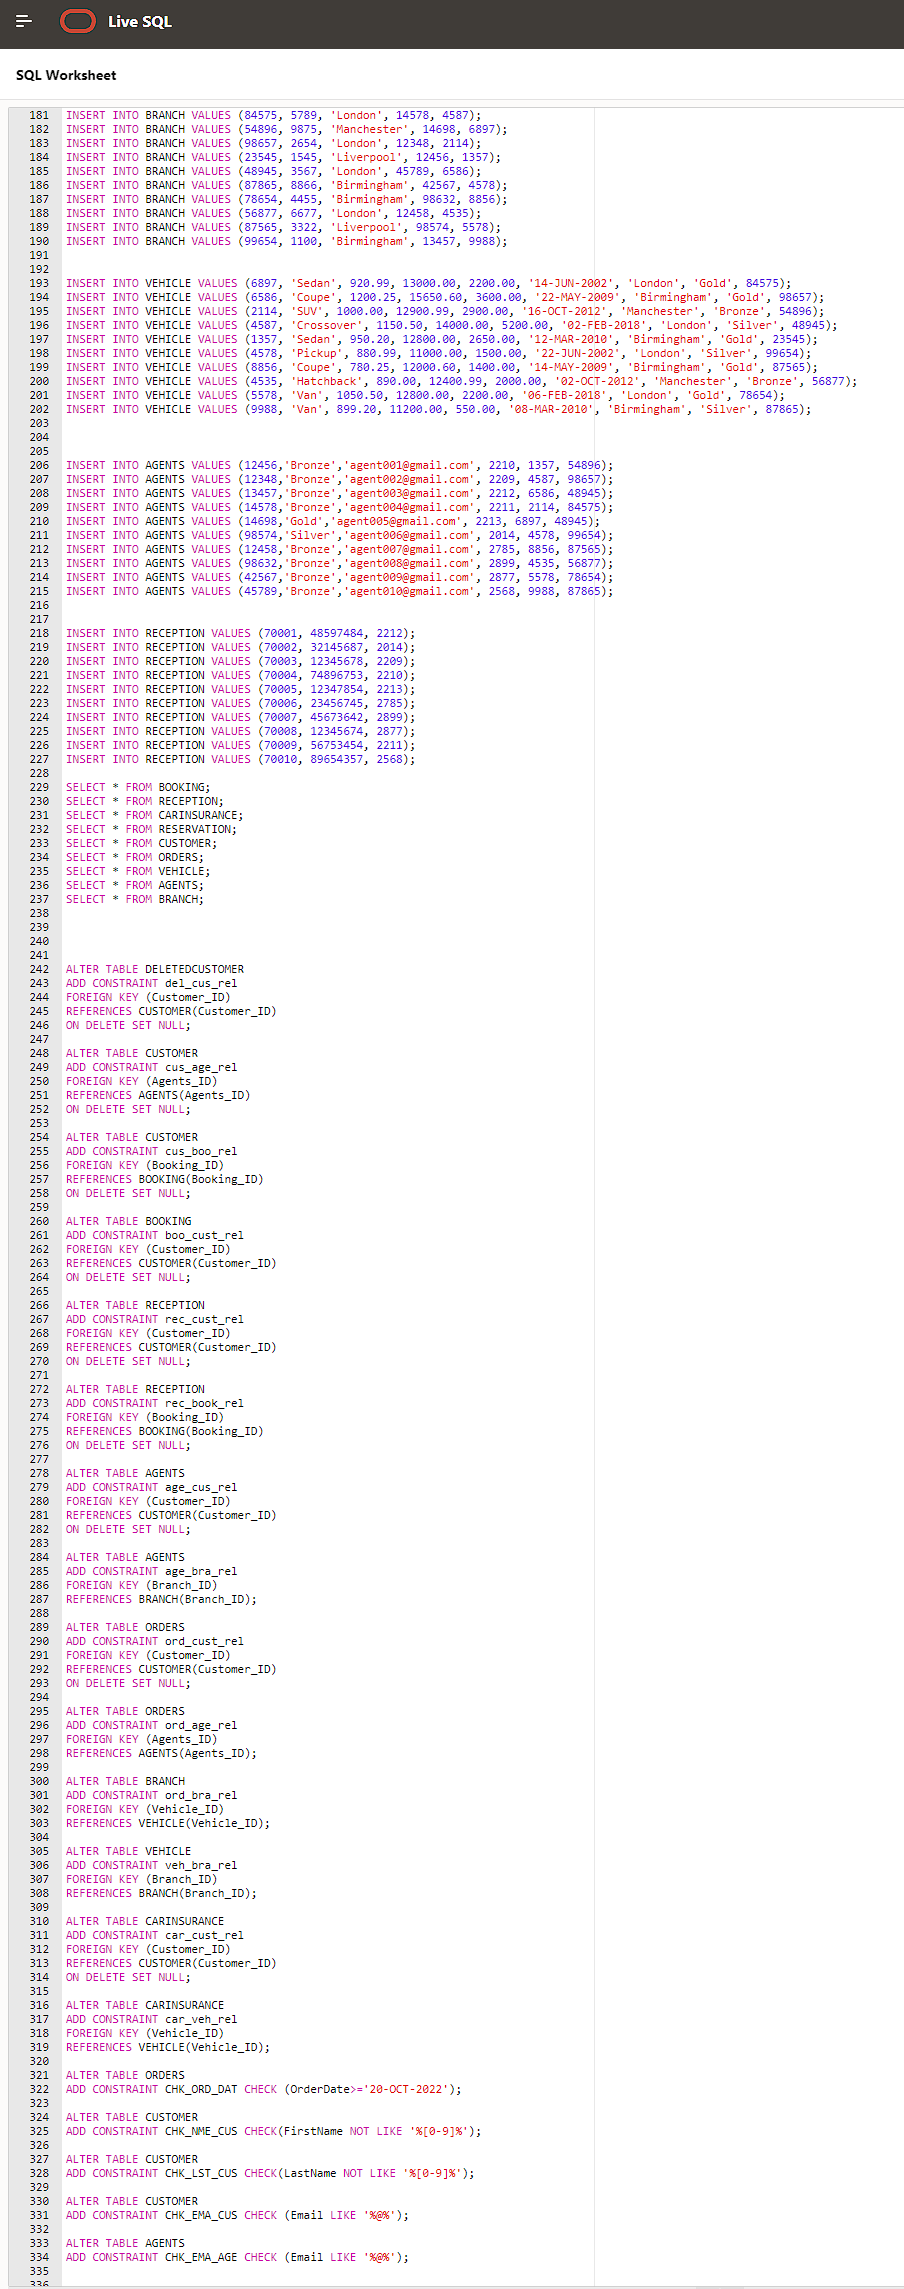 Live SQL
SQL Worksheet
181 INSERT INTO BRANCH VALUES (84575, 5789, 'London', 14578, 4587);
182 INSERT INTO BRANCH VALUES (54896, 9875, 'Manchester', 14698, 6897);
183 INSERT INTO BRANCH VALUES (98657, 2654, 'London', 12348, 2114);
184 INSERT INTO BRANCH VALUES (23545, 1545, 'Liverpool', 12456, 1357);
185 INSERT INTO BRANCH VALUES (48945, 3567, 'London', 45789, 6586);
186 INSERT INTO BRANCH VALUES (87865, 8866, 'Birmingham', 42567, 4578);
187 INSERT INTO BRANCH VALUES (78654, 4455, 'Birmingham', 98632, 8856);
188 INSERT INTO BRANCH VALUES (56877, 6677, 'London', 12458, 4535);
189 INSERT INTO BRANCH VALUES (87565, 3322, 'Liverpool', 98574, 5578);
190 INSERT INTO BRANCH VALUES (99654, 1100, 'Birmingham', 13457, 9988);
191
192
193 INSERT INTO VEHICLE VALUES (6897, 'Sedan', 920.99, 13000.00, 2200.00, '14-JUN-2002', 'London', 'Gold', 84575);
194 INSERT INTO VEHICLE VALUES (6586, 'Coupe', 1200.25, 15650.60, 3600.00, '22-MAY-2009', 'Birmingham', 'Gold', 98657);
195 INSERT INTO VEHICLE VALUES (2114, 'SUV', 1000.00, 12900.99, 2900.00, '16-OCT-2012', 'Manchester', 'Bronze', 54896);
196 INSERT INTO VEHICLE VALUES (4587, 'Crossover', 1150.50, 14000.00, 5200.00, '02-FEB-2018', 'London', 'Silver', 48945);
197 INSERT INTO VEHICLE VALUES (1357, 'Sedan', 950.20, 12800.00, 2650.00, '12-MAR-2010', 'Birmingham', 'Gold', 23545);
198 INSERT INTO VEHICLE VALUES (4578, 'Pickup', 880.99, 11000.00, 1500.00, '22-JUN-2002', 'London', 'Silver', 99654);
199 INSERT INTO VEHICLE VALUES (8856, 'Coupe', 780.25, 12000.60, 1400.00, '14-MAY-2009', 'Birmingham', 'Gold', 87565);
200 INSERT INTO VEHICLE VALUES (4535, 'Hatchback', 890.00, 12400.99, 2000.00, '02-OCT-2012', 'Manchester', 'Bronze', 56877);
201 INSERT INTO VEHICLE VALUES (5578, 'Van', 1050.50, 12800.00, 2200.00, '06-FEB-2018', 'London', 'Gold', 78654);
202 INSERT INTO VEHICLE VALUES (9988, 'Van', 899.20, 11200.00, 550.00, '08-MAR-2010', 'Birmingham', 'Silver', 87865);
203
204
205
206 INSERT INTO AGENTS VALUES (12456,'Bronze','agent001@gmail.com', 2210, 1357, 54896);
207 INSERT INTO AGENTS VALUES (12348,'Bronze','agent002@gmail.com', 2209, 4587, 98657);
208 INSERT INTO AGENTS VALUES (13457,'Bronze','agent003@gmail.com', 2212, 6586, 48945);
209 INSERT INTO AGENTS VALUES (14578,'Bronze','agent004@gmail.com', 2211, 2114, 84575);
210 INSERT INTO AGENTS VALUES (14698,'Gold','agent005@gmail.com', 2213, 6897, 48945);
211 INSERT INTO AGENTS VALUES (98574,'Silver','agent006@gmail.com', 2014, 4578, 99654);
212 INSERT INTO AGENTS VALUES (12458,'Bronze','agent007@gmail.com', 2785, 8856, 87565);
213 INSERT INTO AGENTS VALUES (98632,'Bronze','agent008@gmail.com', 2899, 4535, 56877);
214 INSERT INTO AGENTS VALUES (42567,'Bronze','agent009@gmail.com', 2877, 5578, 78654);
215 INSERT INTO AGENTS VALUES (45789,'Bronze','agent010@gmail.com', 2568, 9988, 87865);
216
217
218 INSERT INTO RECEPTION VALUES (70001, 48597484, 2212);
219 INSERT INTO RECEPTION VALUES (70002, 32145687, 2014);
220 INSERT INTO RECEPTION VALUES (70003, 12345678, 2209);
221 INSERT INTO RECEPTION VALUES (70004, 74896753, 2210);
222 INSERT INTO RECEPTION VALUES (70005, 12347854, 2213);
223 INSERT INTO RECEPTION VALUES (70006, 23456745, 2785);
224 INSERT INTO RECEPTION VALUES (70007, 45673642, 2899);
225 INSERT INTO RECEPTION VALUES (70008, 12345674, 2877);
226 INSERT INTO RECEPTION VALUES (70009, 56753454, 2211);
227 INSERT INTO RECEPTION VALUES (70010, 89654357, 2568);
228
229 SELECT * FROM BOOKING;
230 SELECT * FROM RECEPTION;
231 SELECT * FROM CARINSURANCE;
232 SELECT * FROM RESERVATION;
233 SELECT * FROM CUSTOMER;
234 SELECT * FROM ORDERS;
235 SELECT * FROM VEHICLE;
236 SELECT * FROM AGENTS;
237 SELECT * FROM BRANCH;
238
239
240
241
242 ALTER TABLE DELETEDCUSTOMER
243 ADD CONSTRAINT del_cus_rel
244 FOREIGN KEY (Customer_ID)
245 REFERENCES CUSTOMER(Customer_ID)
246 ON DELETE SET NULL;
247
248 ALTER TABLE CUSTOMER
249 ADD CONSTRAINT cus_age_rel
250 FOREIGN KEY (Agents_ID)
251 REFERENCES AGENTS(Agents_ID)
252 ON DELETE SET NULL;
253
254 ALTER TABLE CUSTOMER
255 ADD CONSTRAINT cus_boo_rel
256 FOREIGN KEY (Booking_ID)
257 REFERENCES BOOKING(Booking_ID)
258 ON DELETE SET NULL;
259
260 ALTER TABLE BOOKING
261 ADD CONSTRAINT boo_cust_rel
262 FOREIGN KEY (Customer_ID)
263 REFERENCES CUSTOMER(Customer_ID)
264 ON DELETE SET NULL;
265
266 ALTER TABLE RECEPTION
267 ADD CONSTRAINT rec_cust_rel
268 FOREIGN KEY (Customer_ID)
269 REFERENCES CUSTOMER(Customer_ID)
270 ON DELETE SET NULL;
271
272 ALTER TABLE RECEPTION
273 ADD CONSTRAINT rec_book_rel
274 FOREIGN KEY (Booking_ID)
275 REFERENCES BOOKING(Booking_ID)
276 ON DELETE SET NULL;
277
278 ALTER TABLE AGENTS
279 ADD CONSTRAINT age_cus_rel
280 FOREIGN KEY (Customer_ID)
281 REFERENCES CUSTOMER(Customer_ID)
282 ON DELETE SET NULL;
283
284 ALTER TABLE AGENTS
285 ADD CONSTRAINT age_bra_rel
286 FOREIGN KEY (Branch_ID)
287 REFERENCES BRANCH(Branch_ID);
288
289 ALTER TABLE ORDERS
290 ADD CONSTRAINT ord_cust_rel
291 FOREIGN KEY (Customer_ID)
292 REFERENCES CUSTOMER(Customer_ID)
293 ON DELETE SET NULL;
294
295 ALTER TABLE ORDERS
296 ADD CONSTRAINT ord_age_rel
297 FOREIGN KEY (Agents_ID)
298 REFERENCES AGENTS(Agents_ID);
299
300 ALTER TABLE BRANCH
301 ADD CONSTRAINT ord_bra_rel
302 FOREIGN KEY (Vehicle_ID)
303 REFERENCES VEHICLE(Vehicle_ID);
304
305 ALTER TABLE VEHICLE
306 ADD CONSTRAINT veh_bra_rel
307 FOREIGN KEY (Branch_ID)
308 REFERENCES BRANCH(Branch_ID);
309
310 ALTER TABLE CARINSURANCE
311 ADD CONSTRAINT car_cust_rel
312 FOREIGN KEY (Customer_ID)
313 REFERENCES CUSTOMER(Customer_ID)
314 ON DELETE SET NULL;
315
316 ALTER TABLE CARINSURANCE
317 ADD CONSTRAINT car_veh_rel
318 FOREIGN KEY (Vehicle_ID)
319 REFERENCES VEHICLE(Vehicle_ID);
320
321 ALTER TABLE ORDERS
322 ADD CONSTRAINT CHK_ORD_DAT CHECK (OrderDate>='20-OCT-2022');
323
324 ALTER TABLE CUSTOMER
325 ADD CONSTRAINT CHK_NME_CUS CHECK(FirstName NOT LIKE '%[0-9]%');
326
327 ALTER TABLE CUSTOMER
328 ADD CONSTRAINT CHK_LST_CUS CHECK(LastName NOT LIKE '%[0-9]%');
329
330 ALTER TABLE CUSTOMER
331 ADD CONSTRAINT CHK_EMA_CUS CHECK (Email LIKE '%@%');
332
333 ALTER TABLE AGENTS
334 ADD CONSTRAINT CHK_EMA_AGE CHECK (Email LIKE '%@%');
335
336